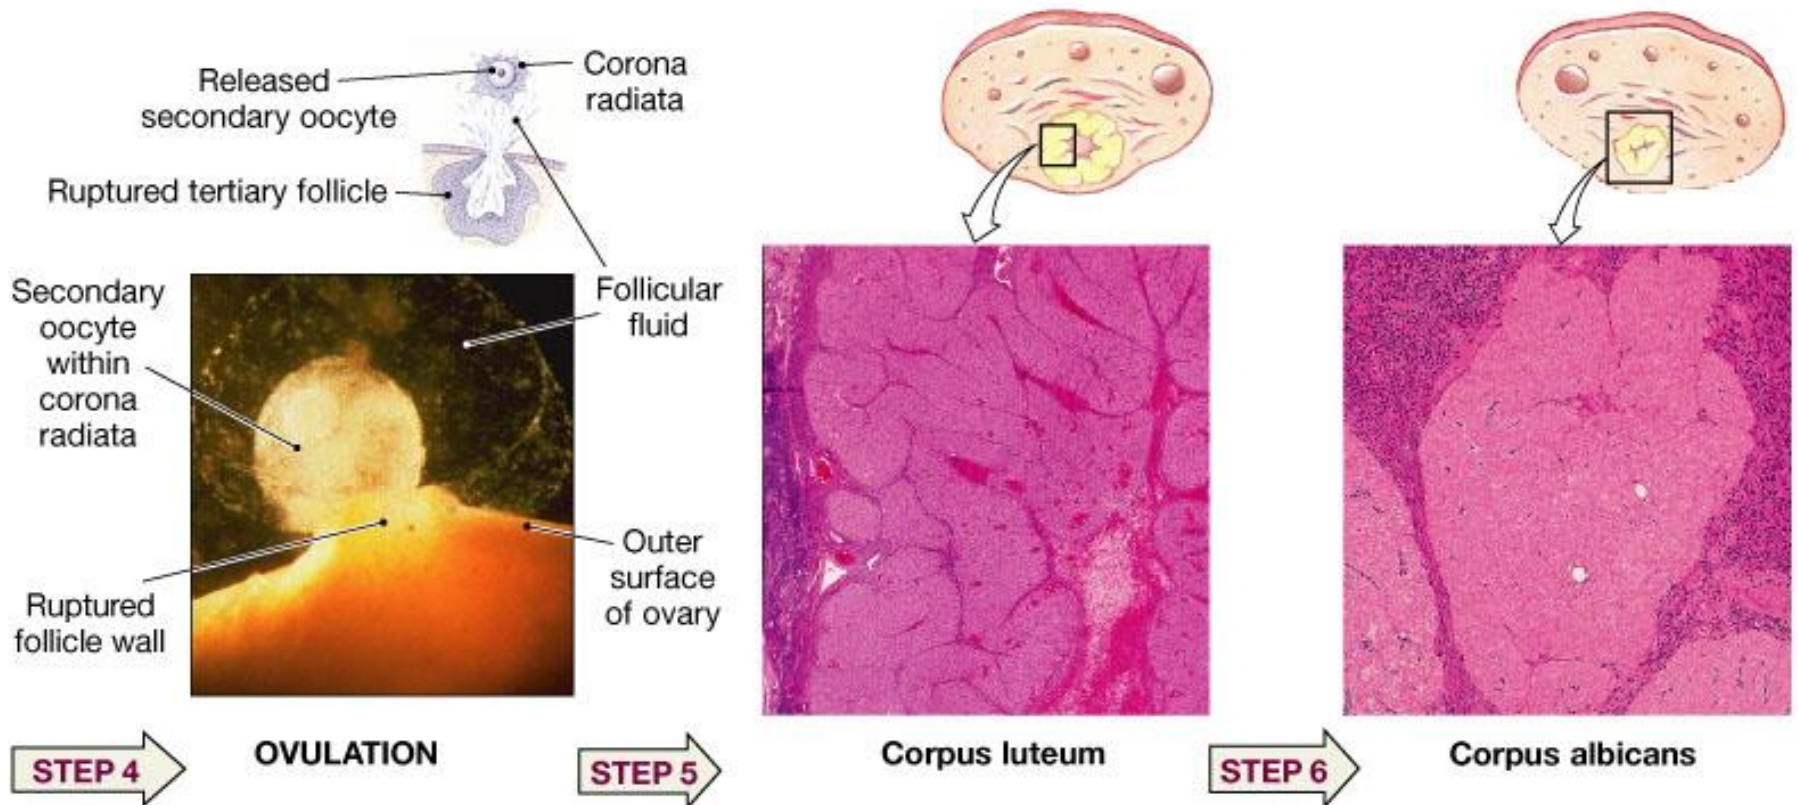 Released
secondary oocyte
Corona
radiata
Ruptured tertiary follicle
Secondary
oocyte
within
corona
radiata
Follicular
fluid
Ruptured
follicle wall
Outer
surface
of ovary
STEP 4
OVULATION
STEP 5
Corpus luteum
STEP 6
Corpus albicans